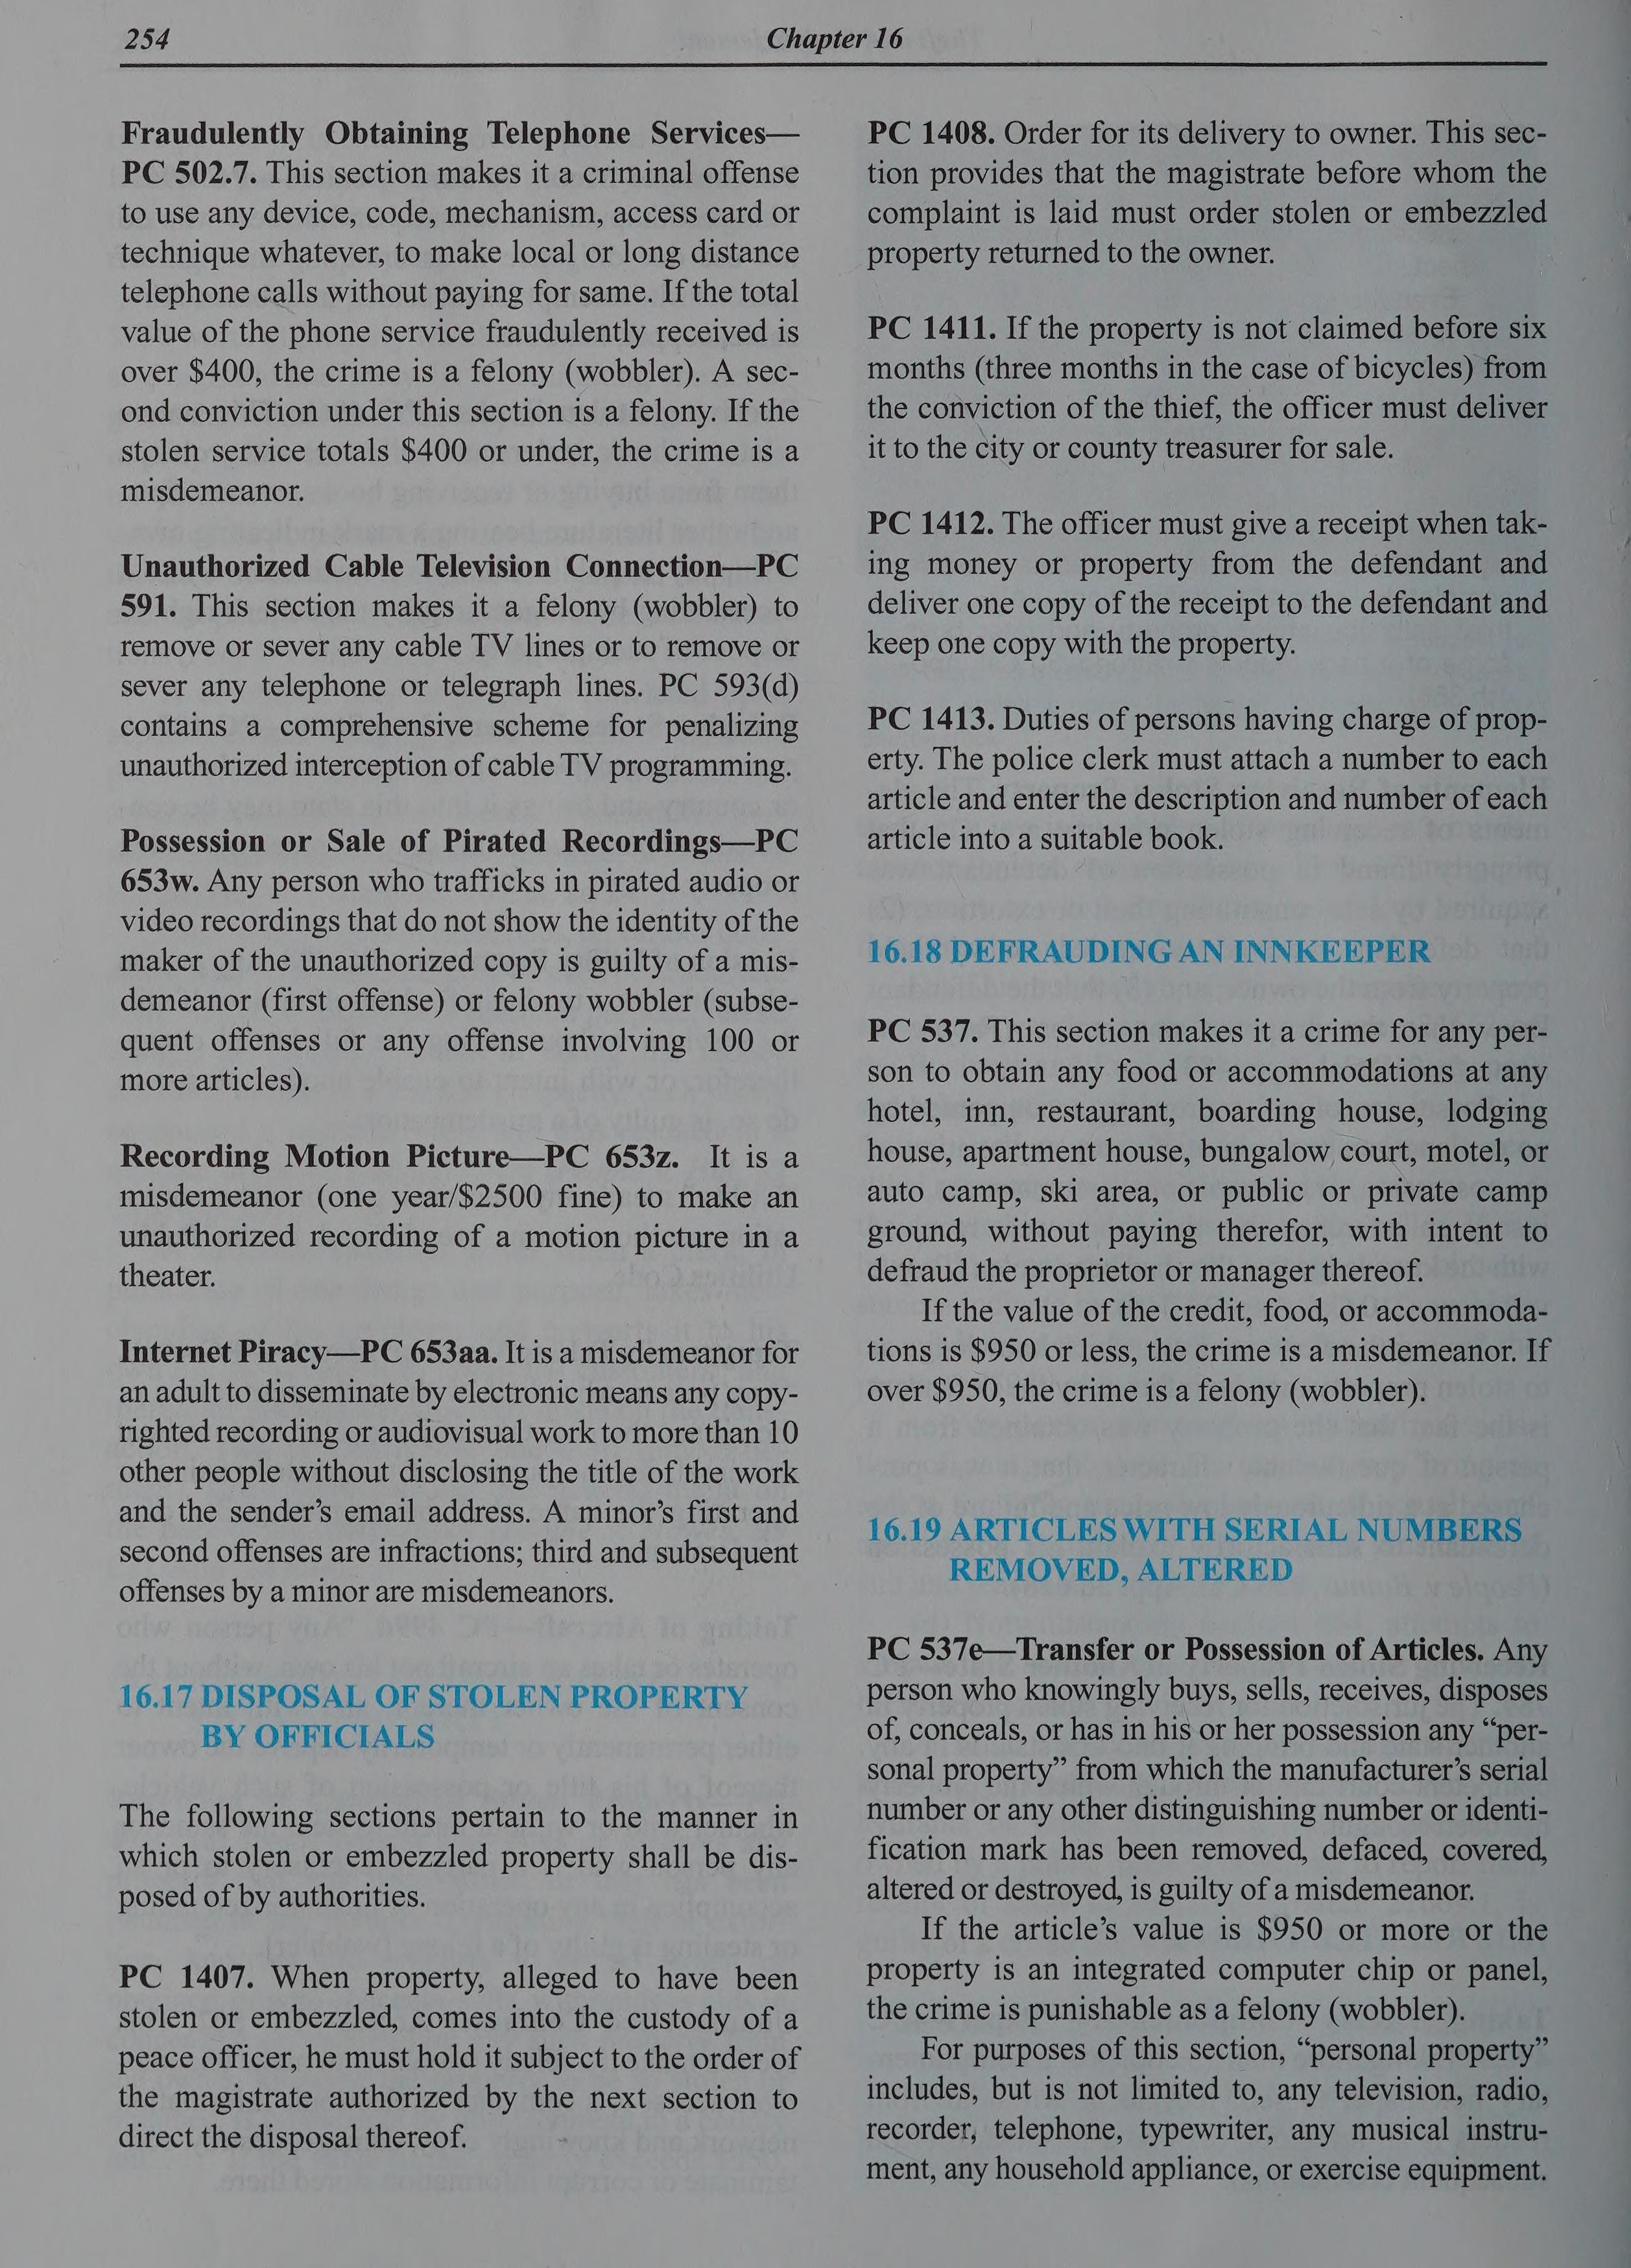 254
Chapter 16
Fraudulently Obtaining Telephone Services—
PC 502.7. This section makes it a criminal offense
to use any device, code, mechanism, access card or
technique whatever, to make local or long distance
telephone calls without paying for same. If the total
value of the phone service fraudulently received is
over $400, the crime is a felony (wobbler). A sec-
ond conviction under this section is a felony. If the
stolen service totals $400 or under, the crime is a
misdemeanor.
Unauthorized Cable Television Connection—PC
591. This section makes it a felony (wobbler) to
remove or sever any cable TV lines or to remove or
sever any telephone or telegraph lines. PC 593(d)
contains a comprehensive scheme for penalizing
unauthorized interception of cable TV programming.
Possession or Sale of Pirated Recordings—PC
653w. Any person who trafficks in pirated audio or
video recordings that do not show the identity of the
maker of the unauthorized copy is guilty of a mis-
demeanor (first offense) or felony wobbler (subse-
quent offenses or any offense involving 100 or
more articles).
Recording Motion Picture—PC 653z. It is a
misdemeanor (one year/$2500 fine) to make an
unauthorized recording of a motion picture in a
theater.
Internet Piracy—PC 653aa. It is a misdemeanor for
an adult to disseminate by electronic means any copy-
righted recording or audiovisual work to more than 10
other people without disclosing the title of the work
and the sender's email address. A minor's first and
second offenses are infractions; third and subsequent
offenses by a minor are misdemeanors.
16.17 DISPOSAL OF STOLEN PROPERTY
BY OFFICIALS
The following sections pertain to the manner in
which stolen or embezzled property shall be dis-
posed of by authorities.
PC 1407. When property, alleged to have been
stolen or embezzled, comes into the custody of a
peace officer, he must hold it subject to the order of
the magistrate authorized by the next section to
direct the disposal thereof.
PC 1408. Order for its delivery to owner. This sec-
tion provides that the magistrate before whom the
complaint is laid must order stolen or embezzled
property returned to the owner.
PC 1411. If the property is not claimed before six
months (three months in the case of bicycles) from
the conviction of the thief, the officer must deliver
it to the city or county treasurer for sale.
PC 1412. The officer must give a receipt when tak-
ing money or property from the defendant and
deliver one copy of the receipt to the defendant and
keep one copy with the property.
PC 1413. Duties of persons having charge of prop-
erty. The police clerk must attach a number to each
article and enter the description and number of each
article into a suitable book.
16.18 DEFRAUDING AN INNKEEPER
PC 537. This section makes it a crime for any per-
son to obtain any food or accommodations at any
hotel, inn, restaurant, boarding house, lodging
house, apartment house, bungalow court, motel, or
auto camp, ski area, or public or private camp
ground, without paying therefor, with intent to
defraud the proprietor or manager thereof.
If the value of the credit, food, or accommoda-
tions is $950 or less, the crime is a misdemeanor. If
over $950, the crime is a felony (wobbler).
16.19 ARTICLES WITH SERIAL NUMBERS
REMOVED, ALTERED
PC 537e—Transfer or Possession of Articles. Any
person who knowingly buys, sells, receives, disposes
of, conceals, or has in his or her possession any “per-
sonal property” from which the manufacturer's serial
number or any other distinguishing number or identi-
fication mark has been removed, defaced, covered,
altered or destroyed, is guilty of a misdemeanor.
If the article's value is $950 or more or the
property is an integrated computer chip or panel,
the crime is punishable as a felony (wobbler).
For purposes of this section, “personal property”
includes, but is not limited to, any television, radio,
recorder, telephone, typewriter, any musical instru-
ment, any household appliance, or exercise equipment.